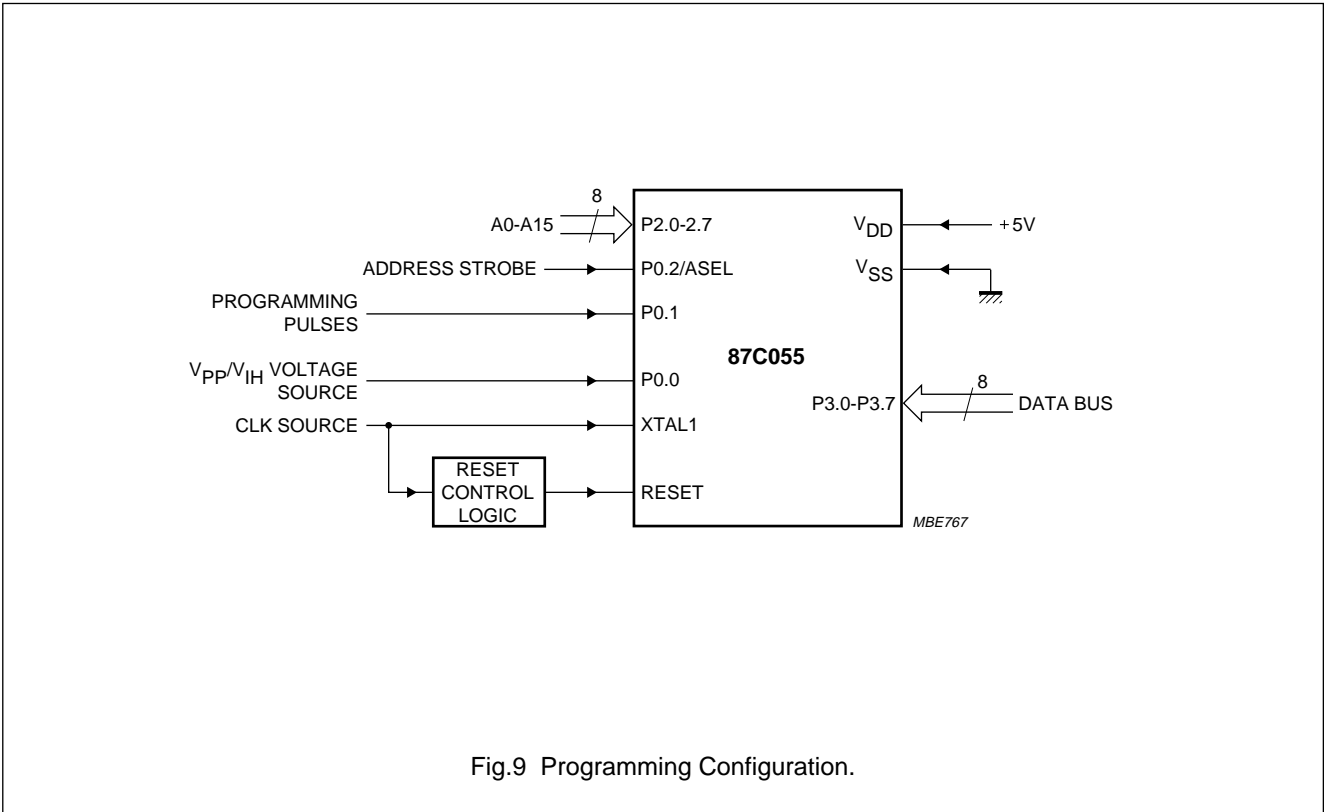 8
A0-A15
P2.0-2.7
ADDRESS STROBE
P0.2/ASEL
PROGRAMMING
PULSES
P0.1
VPP/VIH VOLTAGE
SOURCE
P0.0
CLK SOURCE
XTAL1
RESET
CONTROL
LOGIC
RESET
87C055
VDD
+5V
VSS
P3.0-P3.7
8
DATA BUS
MBE767
Fig.9 Programming Configuration.